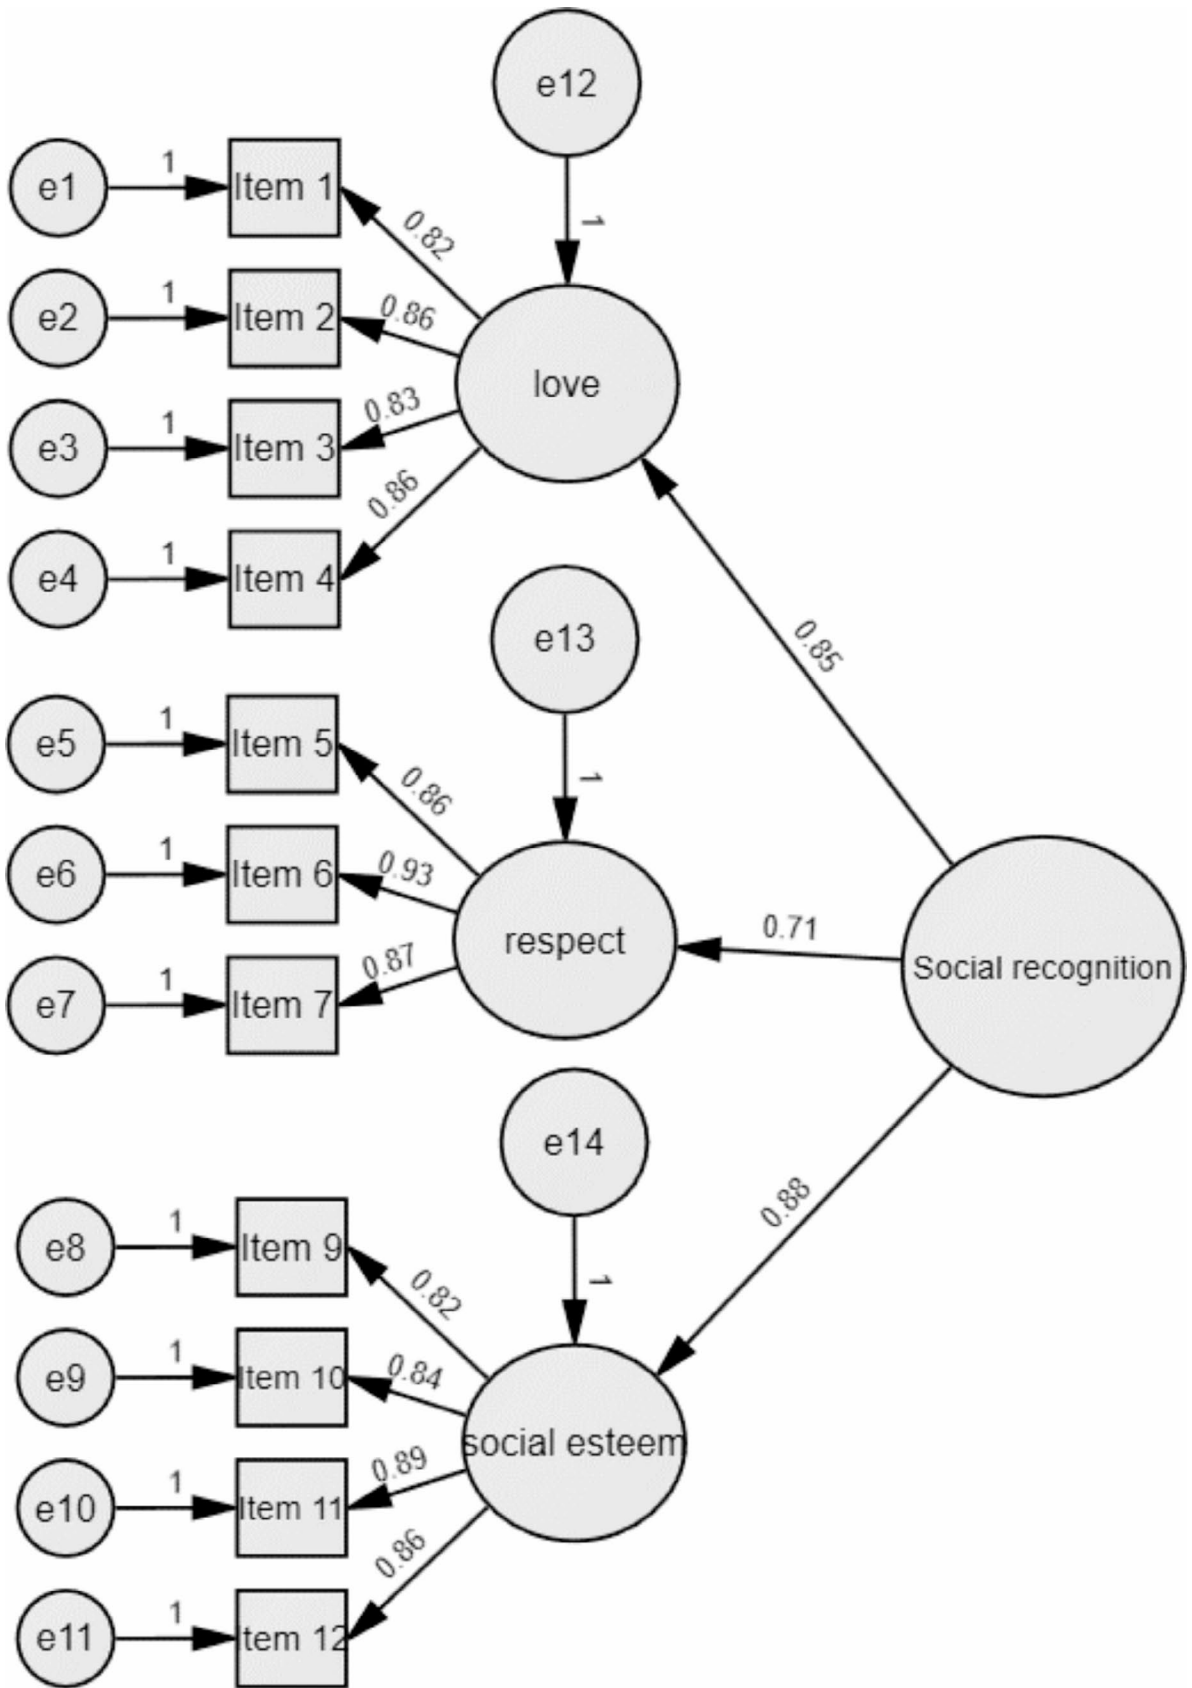 e12
e1
1
Item 1
0.82
1
e2
1
Item 2
0.86
love
e3
1
Item 3
0.83
e4
1
Item 4
0.86
e13
0.85
e5
1
Item 5
0.86
1
e6
1
Item 6
0.93
respect
0.71
Social recognition
e7
1
Item 7
0.87
e14
0.88
e8
1
Item 9
0.82
1
e9
1
Item 10
0.84
social esteem
e10
1
Item 11
0.89
e11
1
tem 12
0.86